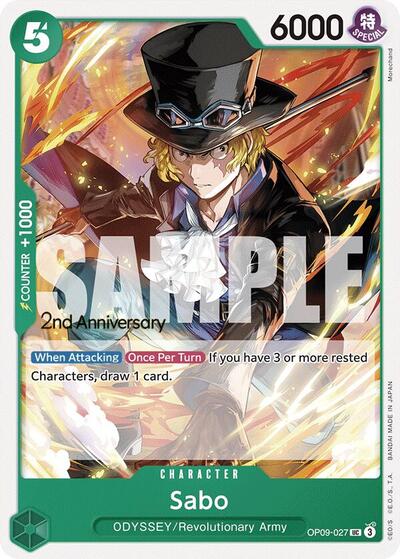 5
6000
特
SPECIAL
Morechand
COUNTER +1000
SAMPLE
2nd Anniversary
When Attacking Once Per Turn If you have 3 or more rested
Characters, draw 1 card.
CHARACTER
Sabo
ODYSSEY/Revolutionary Army
OP09-027 UC 3
©E.O./S., T.A. BANDAI MADE IN JAPAN